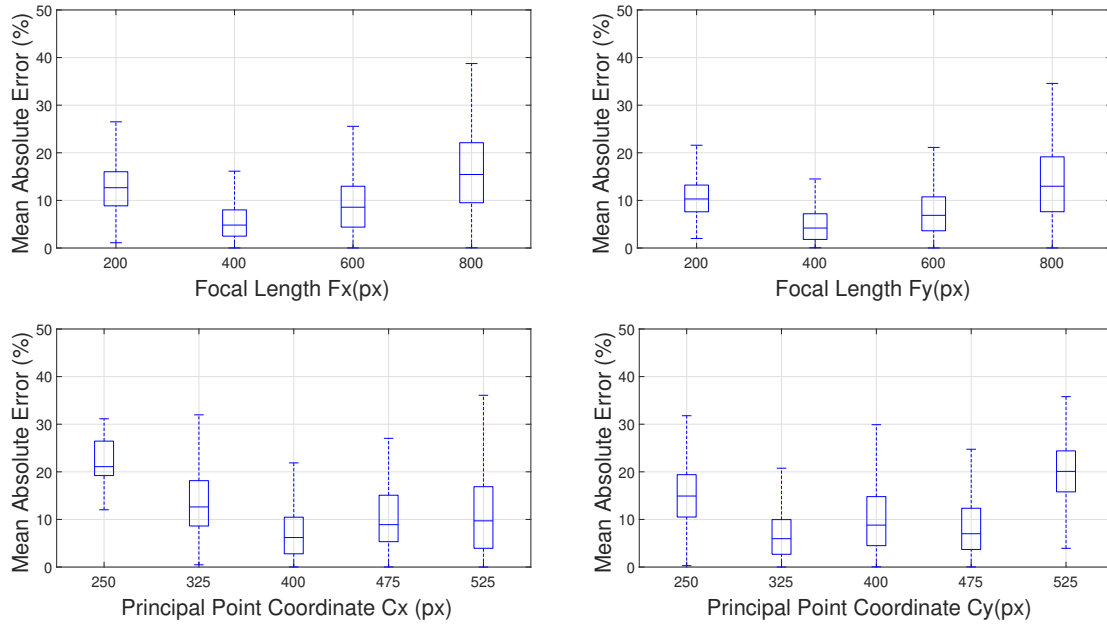 50
40
30
20
10
0
Mean Absolute Error (%)
200 400 600 800
Focal Length Fx(px)
50
40
30
20
10
0
Mean Absolute Error (%)
200 400 600 800
Focal Length Fy(px)
50
40
30
20
10
0
Mean Absolute Error (%)
250 325 400 475 525
Principal Point Coordinate Cx (px)
50
40
30
20
10
0
Mean Absolute Error (%)
250 325 400 475 525
Principal Point Coordinate Cy(px)